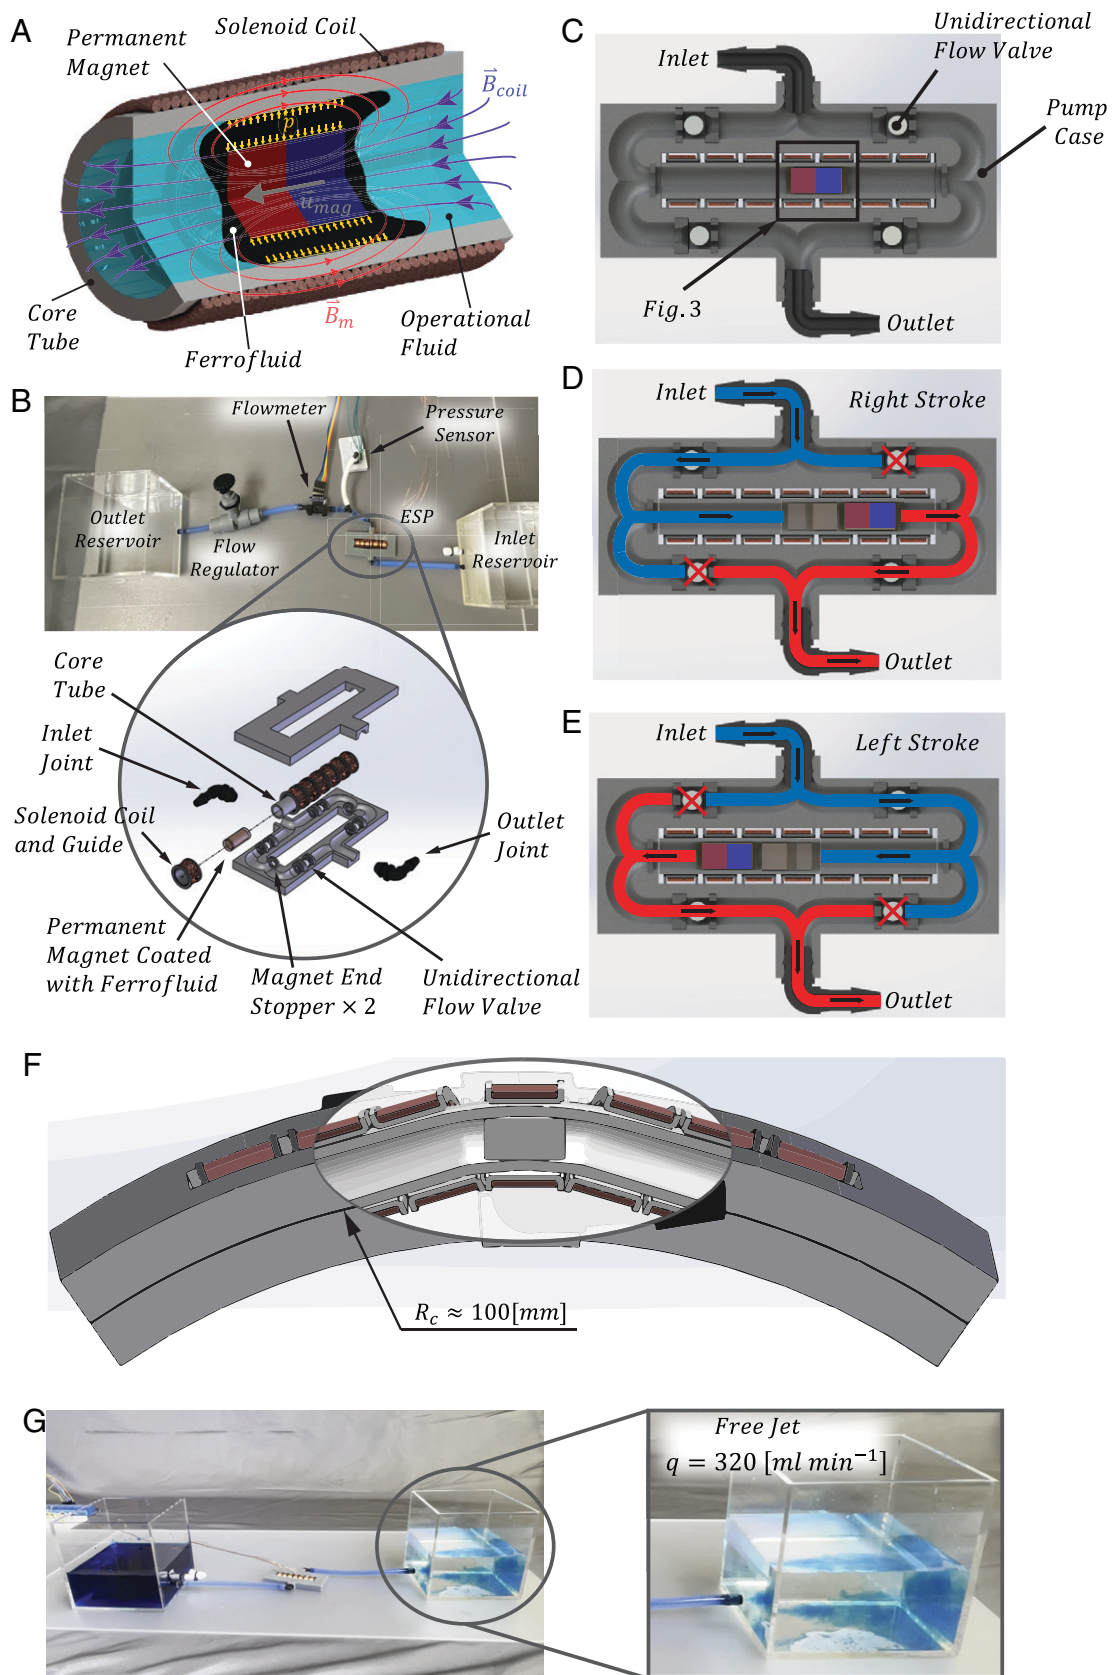 A
Permanent
Magnet
Solenoid Coil
B⃗coil
p
u⃗mag
B⃗m
Core
Tube
Ferrofluid
Operational
Fluid
B
Flowmeter
Pressure
Sensor
Outlet
Reservoir
Flow
Regulator
ESP
Inlet
Reservoir
Core
Tube
Inlet
Joint
Solenoid Coil
and Guide
Outlet
Joint
Permanent
Magnet Coated
with Ferrofluid
Magnet End
Stopper × 2
Unidirectional
Flow Valve
C
Inlet
Unidirectional
Flow Valve
Pump
Case
Fig. 3
Outlet
D
Inlet
Right Stroke
Outlet
E
Inlet
Left Stroke
Outlet
F
R_c ≈ 100[mm]
G
Free Jet
q = 320 [ml min⁻¹]